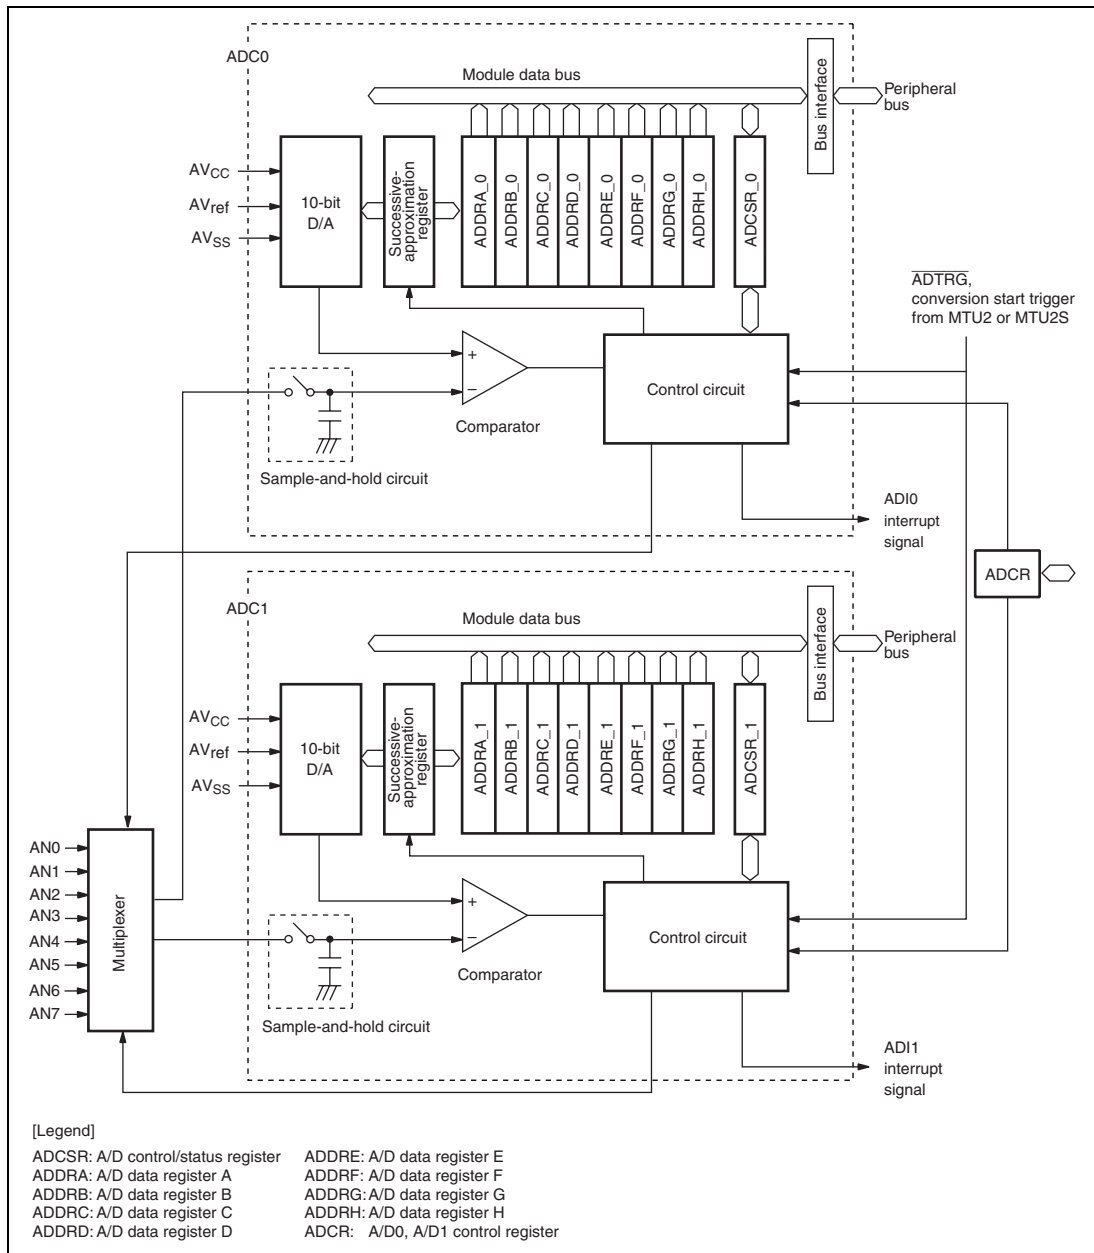 ADC0
Module data bus
Bus interface
Peripheral
bus
AVCC
AVref
AVSS
10-bit
D/A
Successive-
approximation
register
ADDRA_0
ADDRB_0
ADDRC_0
ADDRD_0
ADDRE_0
ADDRF_0
ADDRG_0
ADDRH_0
ADCSR_0
ADTRG,
conversion start trigger
from MTU2 or MTU2S
+
−
Comparator
Control circuit
Sample-and-hold circuit
ADI0
interrupt
signal
ADCR
ADC1
Module data bus
Bus interface
Peripheral
bus
AVCC
AVref
AVSS
10-bit
D/A
Successive-
approximation
register
ADDRA_1
ADDRB_1
ADDRC_1
ADDRD_1
ADDRE_1
ADDRF_1
ADDRG_1
ADDRH_1
ADCSR_1
AN0
AN1
AN2
AN3
AN4
AN5
AN6
AN7
Multiplexer
+
−
Comparator
Control circuit
Sample-and-hold circuit
ADI1
interrupt
signal
[Legend]
ADCSR: A/D control/status register
ADDRA: A/D data register A
ADDRB: A/D data register B
ADDRC: A/D data register C
ADDRD: A/D data register D
ADDRE: A/D data register E
ADDRF: A/D data register F
ADDRG: A/D data register G
ADDRH: A/D data register H
ADCR: A/D0, A/D1 control register